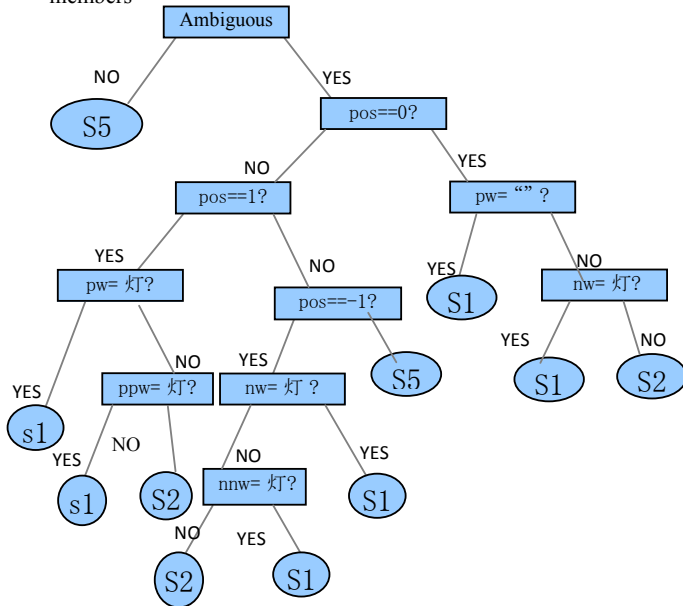 members
Ambiguous
NO
YES
S5
pos==0?
NO
YES
pos==1?
pw= “” ?
YES
NO
YES
NO
pw= 灯?
pos==-1?
S1
nw= 灯?
YES
NO
YES
S5
YES
NO
s1
ppw= 灯?
nw= 灯 ?
S1
S2
YES
NO
NO
YES
s1
S2
nnw= 灯?
S1
NO
YES
S2
S1